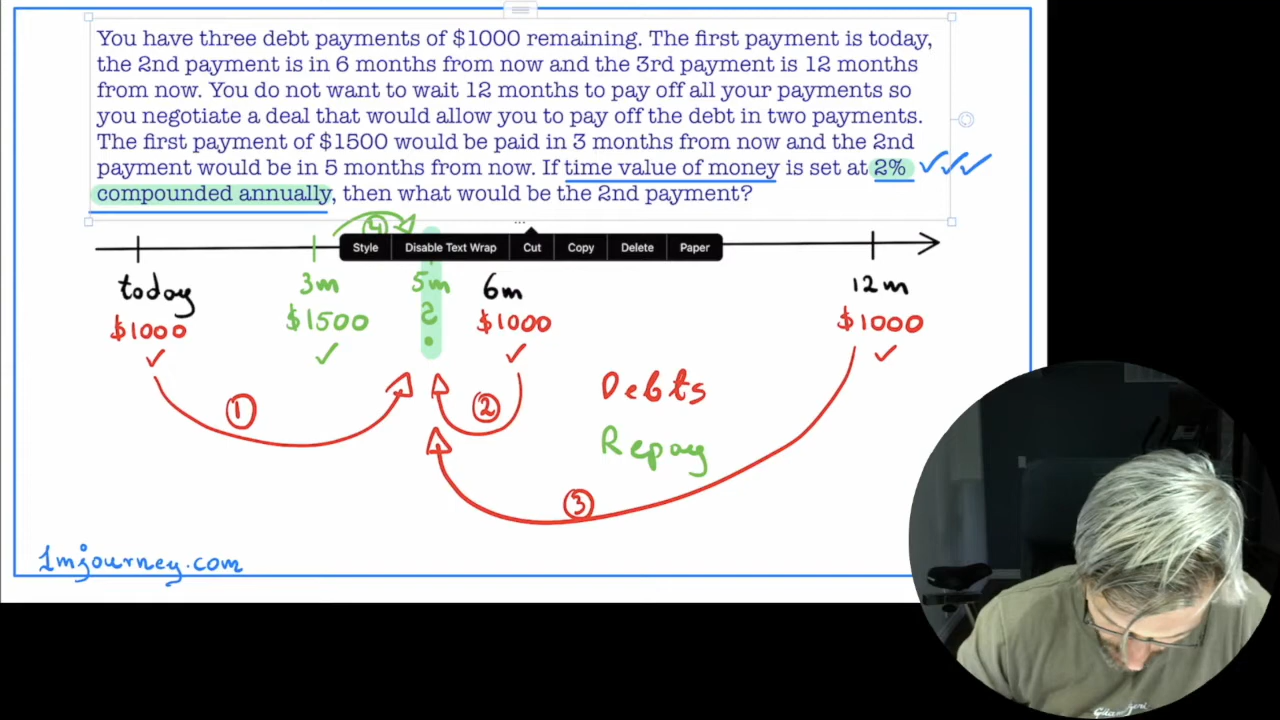 You have three debt payments of $1000 remaining. The first payment is today,
the 2nd payment is in 6 months from now and the 3rd payment is 12 months
from now. You do not want to wait 12 months to pay off all your payments so
you negotiate a deal that would allow you to pay off the debt in two payments.
The first payment of $1500 would be paid in 3 months from now and the 2nd
payment would be in 5 months from now. If time value of money is set at 2%
compounded annually, then what would be the 2nd payment?
4
Style Disable Text Wrap Cut Copy Delete Paper
today 3m 5m 6m 12m
$1000 $1500 ? $1000 $1000
1 2 Debts
Repay
3
1mjourney.com